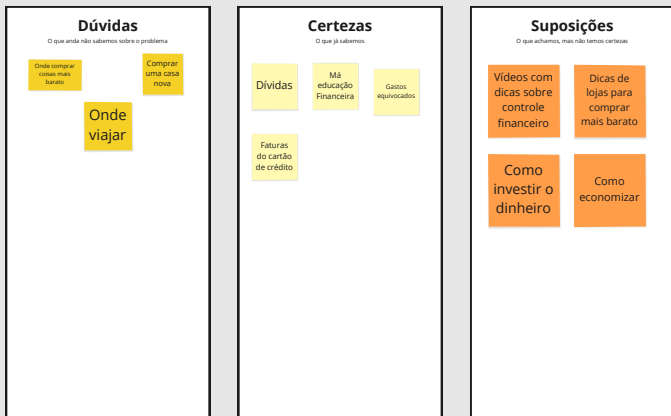 Dúvidas
O que anda não sabemos sobre o problema
Onde comprar
coisas mais
barato
Comprar
uma casa
nova
Onde
viajar
Certezas
O que já sabemos
Dívidas
Má
educação
Financeira
Gastos
equivocados
Faturas
do cartão
de crédito
Suposições
O que achamos, mas não temos certezas
Vídeos com
dicas sobre
controle
financeiro
Dicas de
lojas para
comprar
mais barato
Como
investir o
dinheiro
Como
economizar